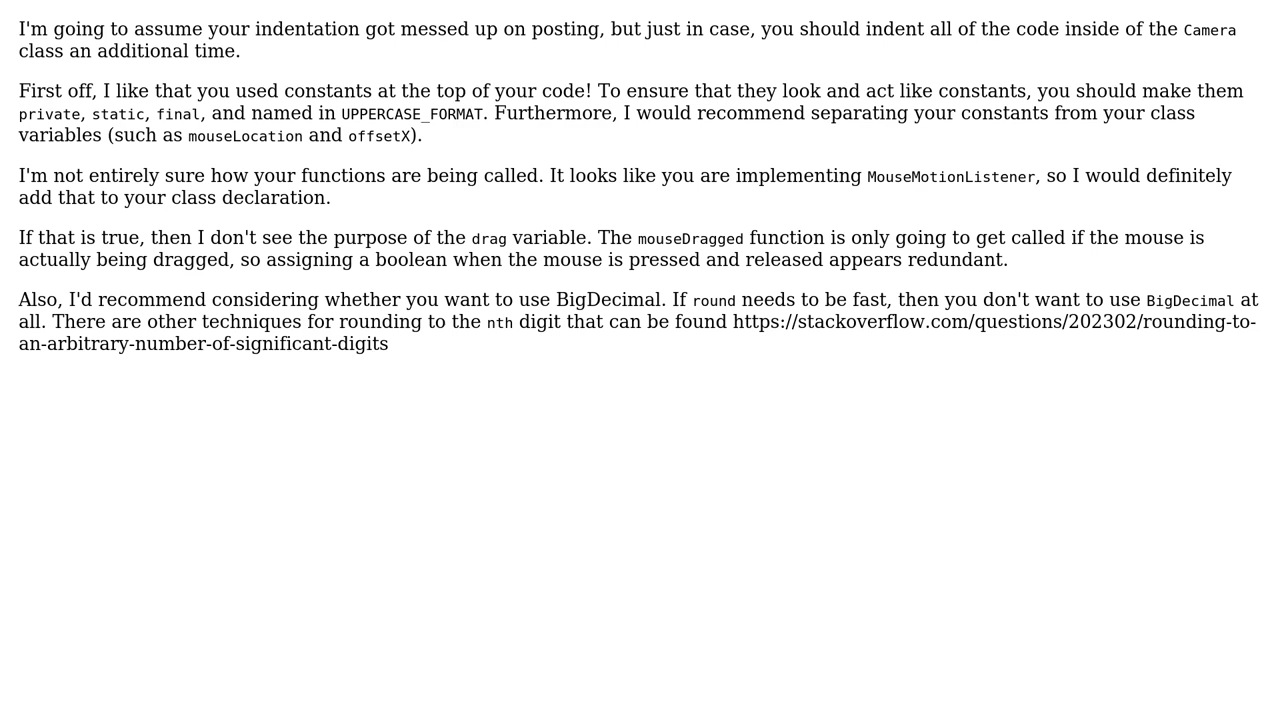 I'm going to assume your indentation got messed up on posting, but just in case, you should indent all of the code inside of the Camera
class an additional time.
First off, I like that you used constants at the top of your code! To ensure that they look and act like constants, you should make them
private, static, final, and named in UPPERCASE_FORMAT. Furthermore, I would recommend separating your constants from your class
variables (such as mouseLocation and offsetX).
I'm not entirely sure how your functions are being called. It looks like you are implementing MouseMotionListener, so I would definitely
add that to your class declaration.
If that is true, then I don't see the purpose of the drag variable. The mouseDragged function is only going to get called if the mouse is
actually being dragged, so assigning a boolean when the mouse is pressed and released appears redundant.
Also, I'd recommend considering whether you want to use BigDecimal. If round needs to be fast, then you don't want to use BigDecimal at
all. There are other techniques for rounding to the nth digit that can be found https://stackoverflow.com/questions/202302/rounding-to-
an-arbitrary-number-of-significant-digits